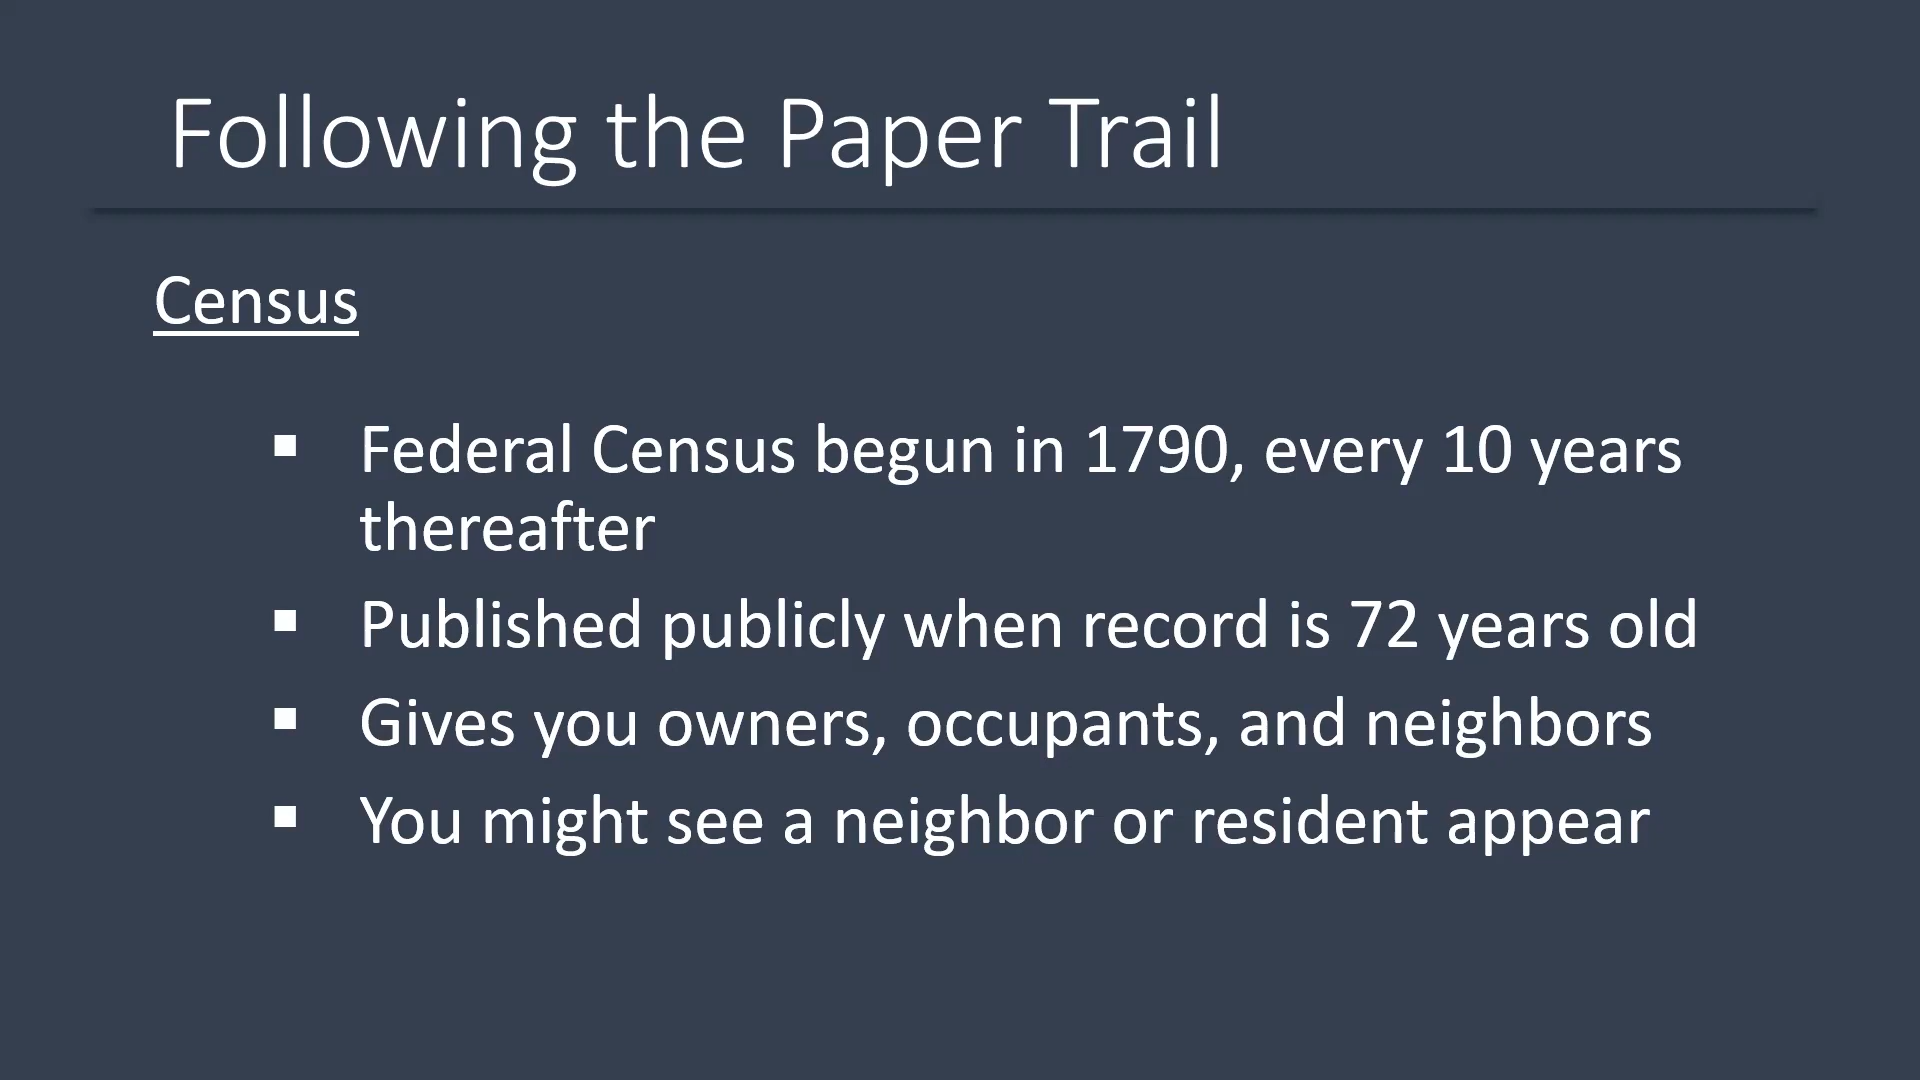 Following the Paper Trail
Census
▪ Federal Census begun in 1790, every 10 years
thereafter
▪ Published publicly when record is 72 years old
▪ Gives you owners, occupants, and neighbors
▪ You might see a neighbor or resident appear